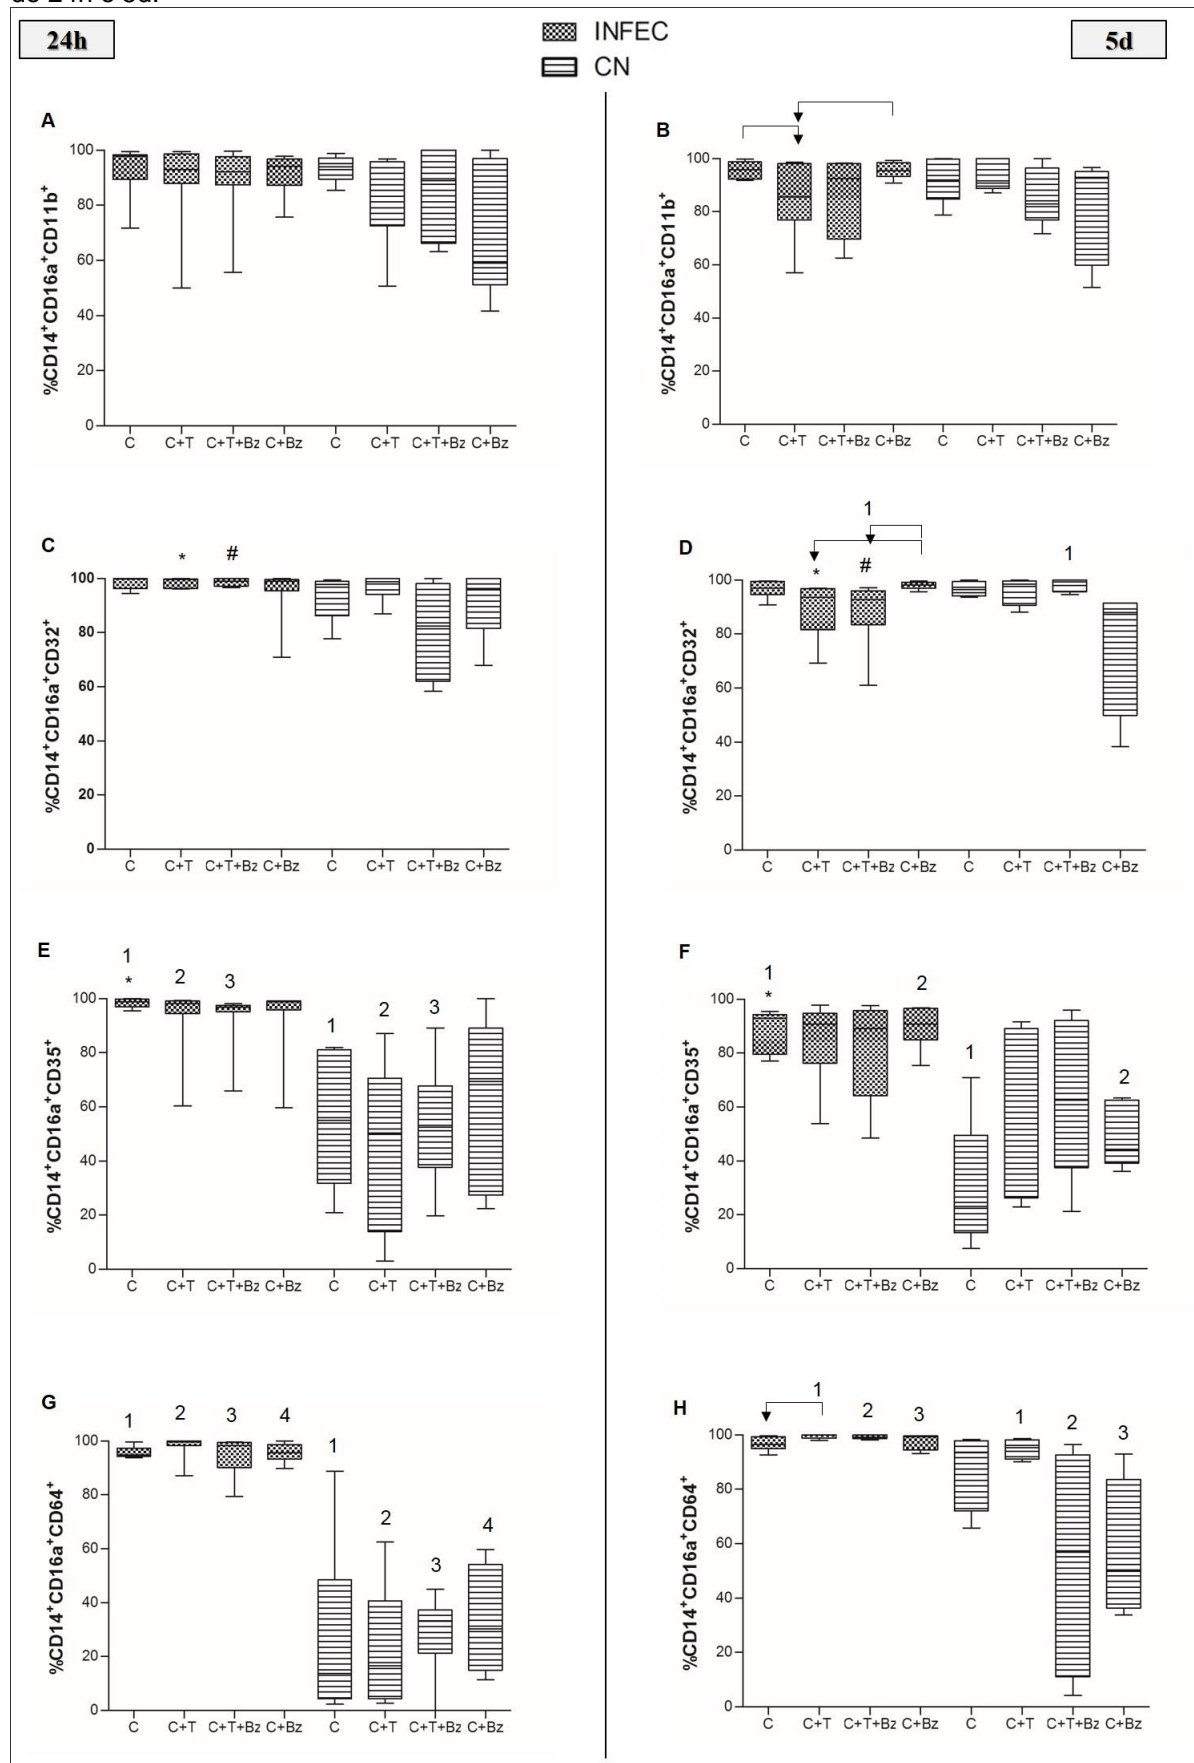 24h
INFEC
CN
5d
A
%CD14+CD16a+CD11b+
100
80
60
40
20
0
C C+T C+T+Bz C+Bz C C+T C+T+Bz C+Bz
B
%CD14+CD16a+CD11b+
100
80
60
40
20
0
C C+T C+T+Bz C+Bz C C+T C+T+Bz C+Bz
C
* #
%CD14+CD16a+CD32+
100
80
60
40
20
0
C C+T C+T+Bz C+Bz C C+T C+T+Bz C+Bz
D
1
* # 1
%CD14+CD16a+CD32+
100
80
60
40
20
0
C C+T C+T+Bz C+Bz C C+T C+T+Bz C+Bz
E
1
* 2 3
1 2 3
%CD14+CD16a+CD35+
100
80
60
40
20
0
C C+T C+T+Bz C+Bz C C+T C+T+Bz C+Bz
F
1
* 2
1 2
%CD14+CD16a+CD35+
100
80
60
40
20
0
C C+T C+T+Bz C+Bz C C+T C+T+Bz C+Bz
G
1 2 3 4
1 2 3 4
%CD14+CD16a+CD64+
100
80
60
40
20
0
C C+T C+T+Bz C+Bz C C+T C+T+Bz C+Bz
H
1 2 3
1 2 3
%CD14+CD16a+CD64+
100
80
60
40
20
0
C C+T C+T+Bz C+Bz C C+T C+T+Bz C+Bz